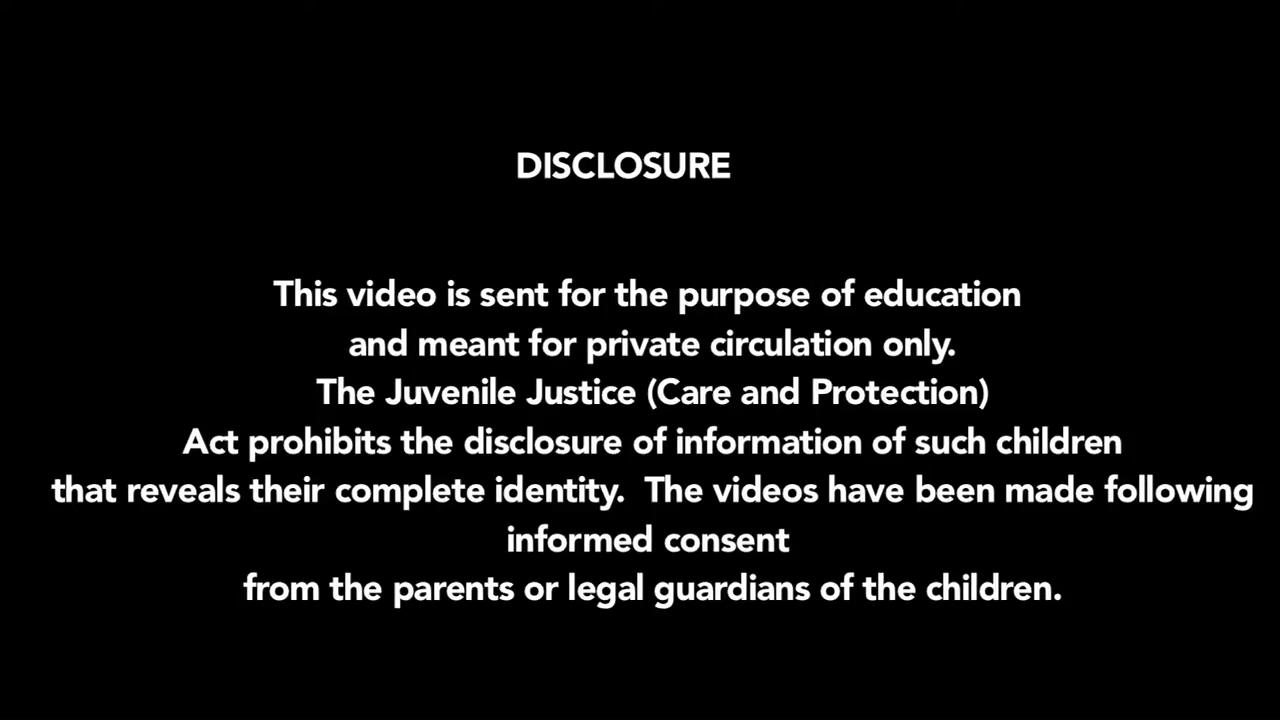 DISCLOSURE
This video is sent for the purpose of education
and meant for private circulation only.
The Juvenile Justice (Care and Protection)
Act prohibits the disclosure of information of such children
that reveals their complete identity.  The videos have been made following
informed consent
from the parents or legal guardians of the children.